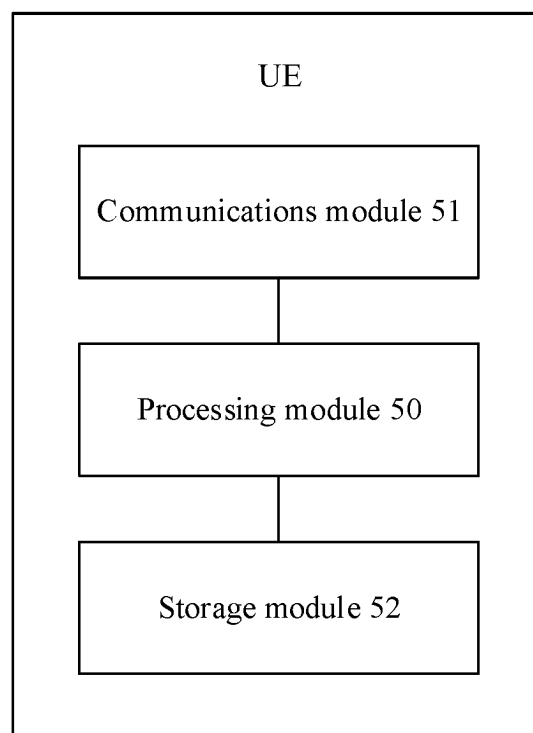 UE
Communications module 51
Processing module 50
Storage module 52